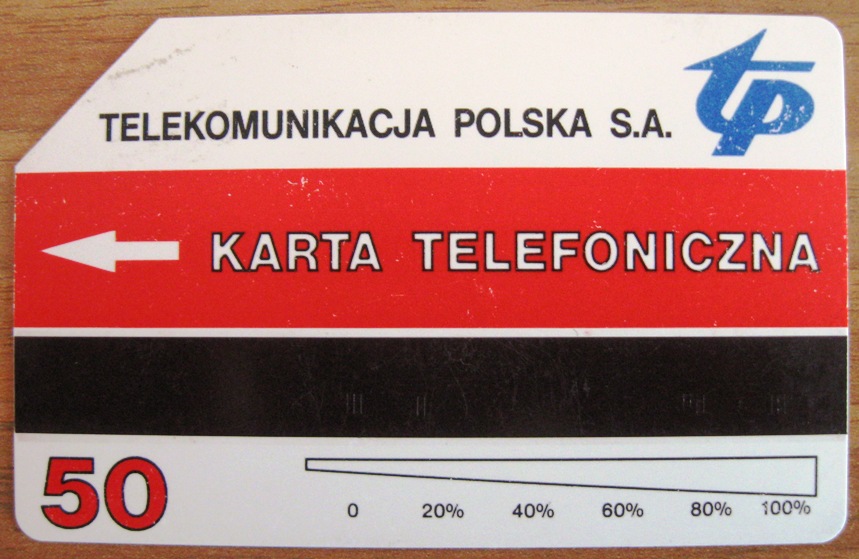 TELEKOMUNIKACJA POLSKA S.A. tp
KARTA TELEFONICZNA
50
0 20% 40% 60% 80% 100%